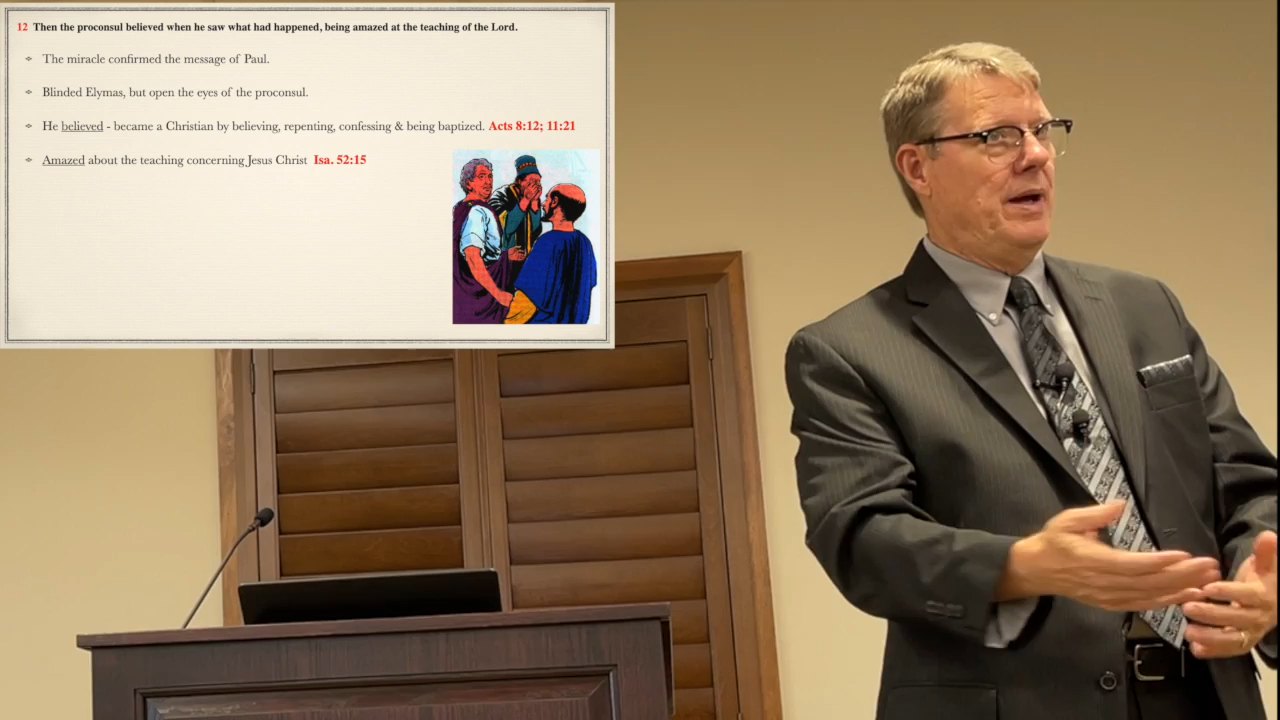 12 Then the proconsul believed when he saw what had happened, being amazed at the teaching of the Lord.
The miracle confirmed the message of Paul.
Blinded Elymas, but open the eyes of the proconsul.
He believed - became a Christian by believing, repenting, confessing & being baptized. Acts 8:12; 11:21
Amazed about the teaching concerning Jesus Christ Isa. 52:15